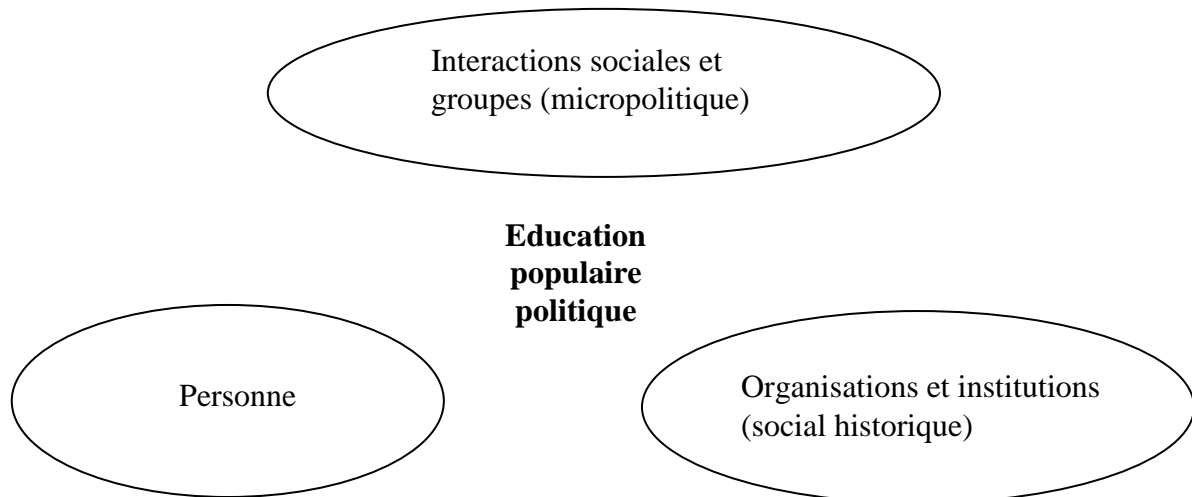 Interactions sociales et
groupes (micropolitique)
Education
populaire
politique
Personne
Organisations et institutions
(social historique)